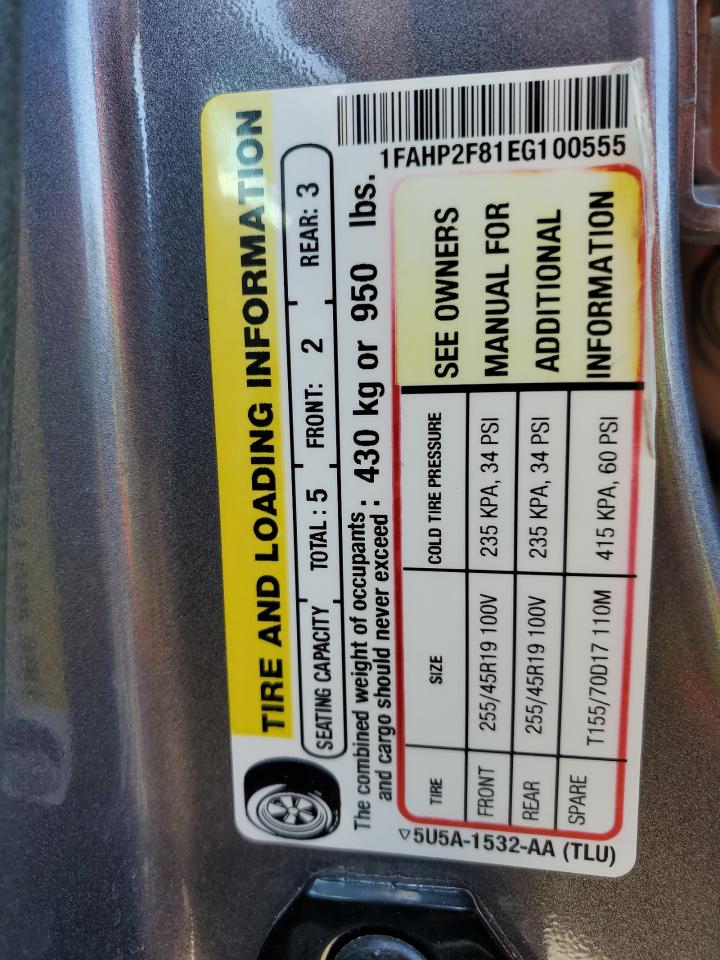 1FAHP2F81EG100555
TIRE AND LOADING INFORMATION
SEATING CAPACITY TOTAL : 5 FRONT: 2 REAR: 3
The combined weight of occupants
and cargo should never exceed : 430 kg or 950 lbs.
TIRE SIZE COLD TIRE PRESSURE
FRONT 255/45R19 100V 235 KPA, 34 PSI
REAR 255/45R19 100V 235 KPA, 34 PSI
SPARE T155/70D17 110M 415 KPA, 60 PSI
SEE OWNERS
MANUAL FOR
ADDITIONAL
INFORMATION
5U5A-1532-AA (TLU)